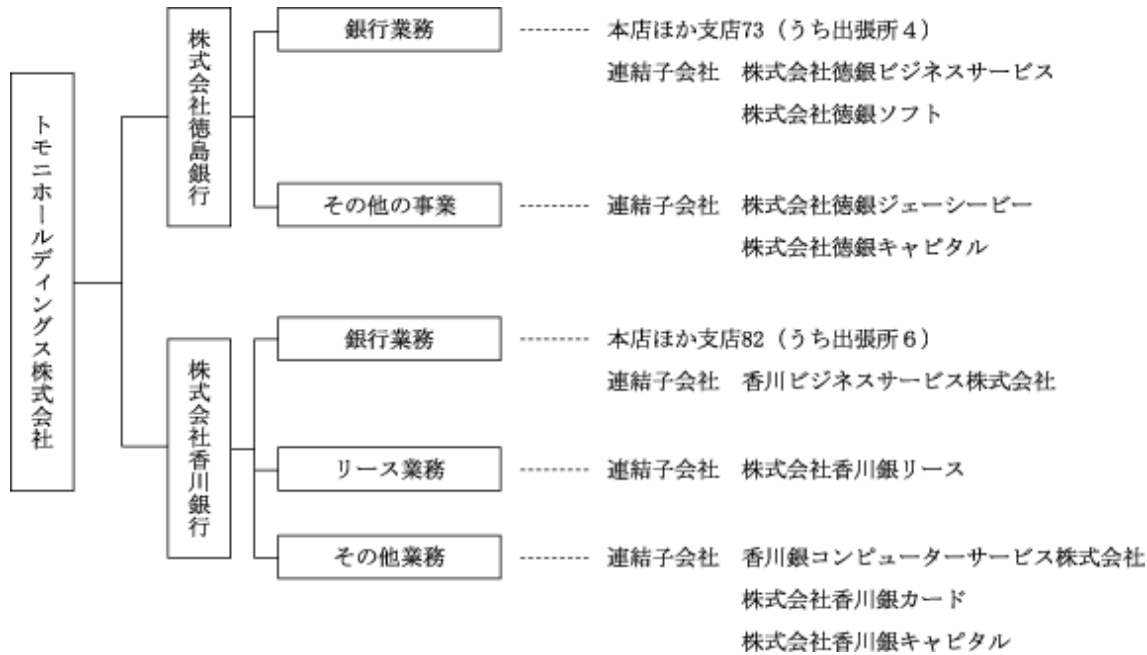 トモニホールディングス株式会社
株式会社徳島銀行
銀行業務
本店ほか支店73（うち出張所４）
連結子会社　株式会社徳銀ビジネスサービス
株式会社徳銀ソフト
その他の事業
連結子会社　株式会社徳銀ジェーシービー
株式会社徳銀キャピタル
株式会社香川銀行
銀行業務
本店ほか支店82（うち出張所６）
連結子会社　香川ビジネスサービス株式会社
リース業務
連結子会社　株式会社香川銀リース
その他業務
連結子会社　香川銀コンピューターサービス株式会社
株式会社香川銀カード
株式会社香川銀キャピタル